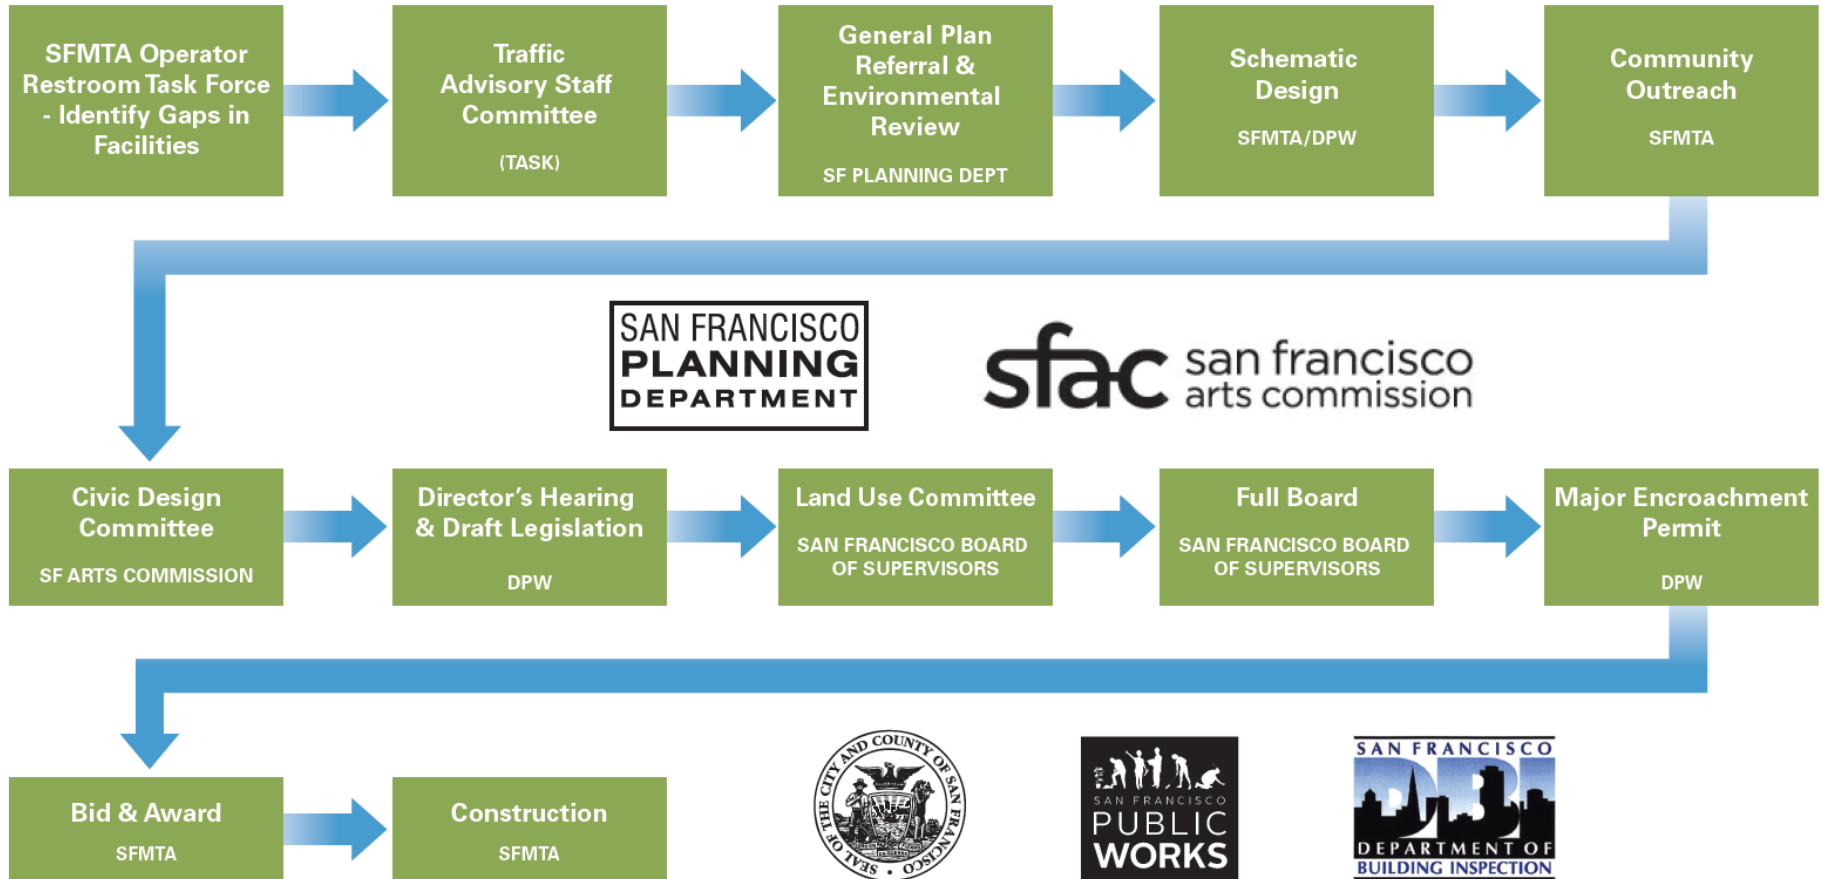 SFMTA Operator
Restroom Task Force
- Identify Gaps in
Facilities
Traffic
Advisory Staff
Committee
(TASK)
General Plan
Referral &
Environmental
Review
SF PLANNING DEPT
Schematic
Design
SFMTA/DPW
Community
Outreach
SFMTA
SAN FRANCISCO
PLANNING
DEPARTMENT
sfac san francisco
arts commission
Civic Design
Committee
SF ARTS COMMISSION
Director's Hearing
& Draft Legislation
DPW
Land Use Committee
SAN FRANCISCO BOARD
OF SUPERVISORS
Full Board
SAN FRANCISCO BOARD
OF SUPERVISORS
Major Encroachment
Permit
DPW
Bid & Award
SFMTA
Construction
SFMTA
SEAL OF THE CITY AND COUNTY OF SAN FRANCISCO
SAN FRANCISCO
PUBLIC
WORKS
SAN FRANCISCO
DBI
DEPARTMENT OF
BUILDING INSPECTION